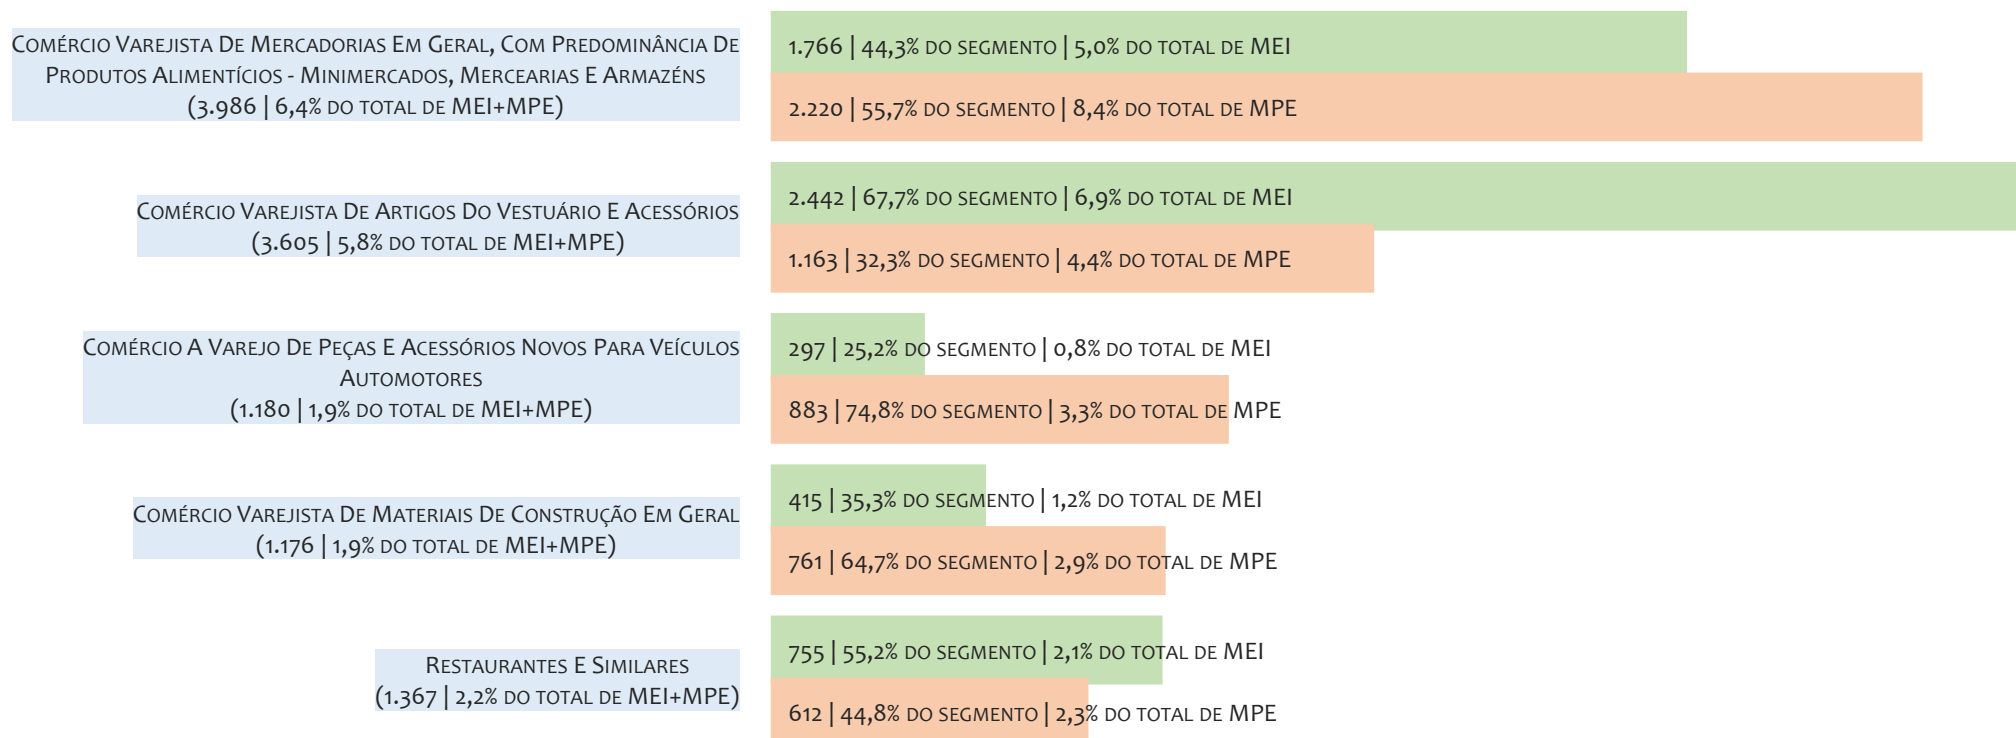 Comércio Varejista De Mercadorias Em Geral, Com Predominância De
Produtos Alimentícios - Minimercados, Mercearias E Armazéns
(3.986 | 6,4% do total de MEI+MPE)
1.766 | 44,3% do segmento | 5,0% do total de MEI
2.220 | 55,7% do segmento | 8,4% do total de MPE
Comércio Varejista De Artigos Do Vestuário E Acessórios
(3.605 | 5,8% do total de MEI+MPE)
2.442 | 67,7% do segmento | 6,9% do total de MEI
1.163 | 32,3% do segmento | 4,4% do total de MPE
Comércio A Varejo De Peças E Acessórios Novos Para Veículos
Automotores
(1.180 | 1,9% do total de MEI+MPE)
297 | 25,2% do segmento | 0,8% do total de MEI
883 | 74,8% do segmento | 3,3% do total de MPE
Comércio Varejista De Materiais De Construção Em Geral
(1.176 | 1,9% do total de MEI+MPE)
415 | 35,3% do segmento | 1,2% do total de MEI
761 | 64,7% do segmento | 2,9% do total de MPE
Restaurantes E Similares
(1.367 | 2,2% do total de MEI+MPE)
755 | 55,2% do segmento | 2,1% do total de MEI
612 | 44,8% do segmento | 2,3% do total de MPE